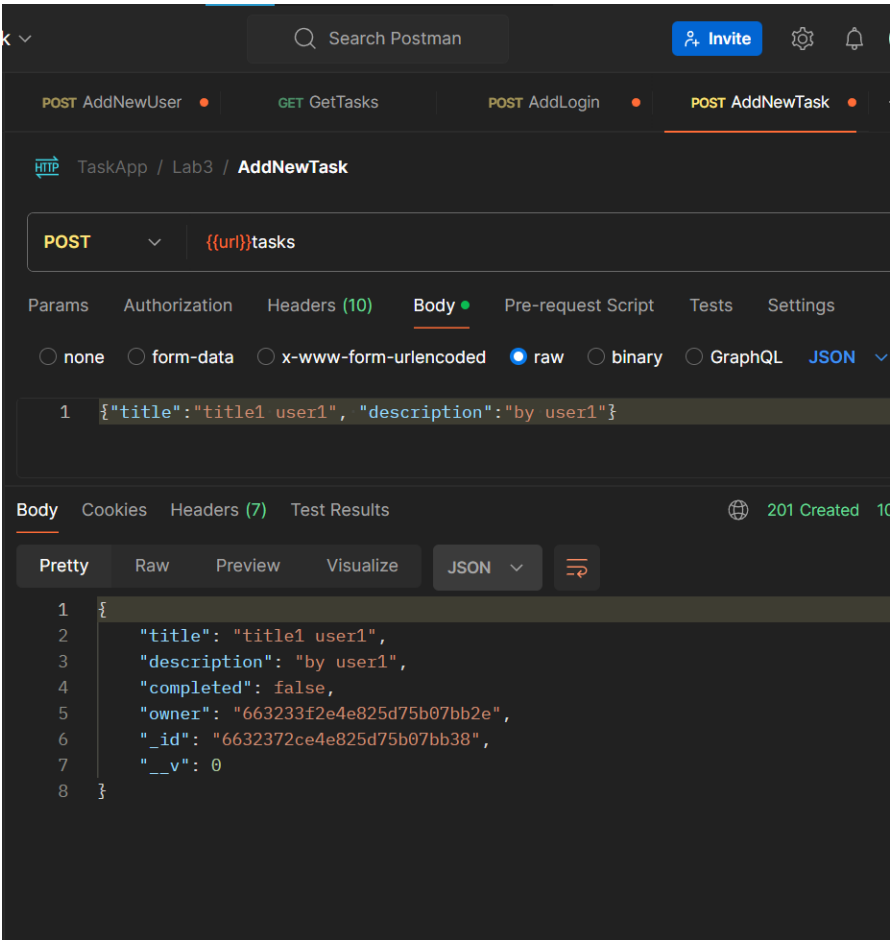 k
Search Postman
Invite
POST AddNewUser GET GetTasks POST AddLogin POST AddNewTask
HTTP TaskApp / Lab3 / AddNewTask
POST {{url}}tasks
Params Authorization Headers (10) Body Pre-request Script Tests Settings
none form-data x-www-form-urlencoded raw binary GraphQL JSON
1 {"title":"title1 user1", "description":"by user1"}
Body Cookies Headers (7) Test Results 201 Created 10
Pretty Raw Preview Visualize JSON
1 {
2 "title": "title1 user1",
3 "description": "by user1",
4 "completed": false,
5 "owner": "663233f2e4e825d75b07bb2e",
6 "_id": "6632372ce4e825d75b07bb38",
7 "__v": 0
8 }